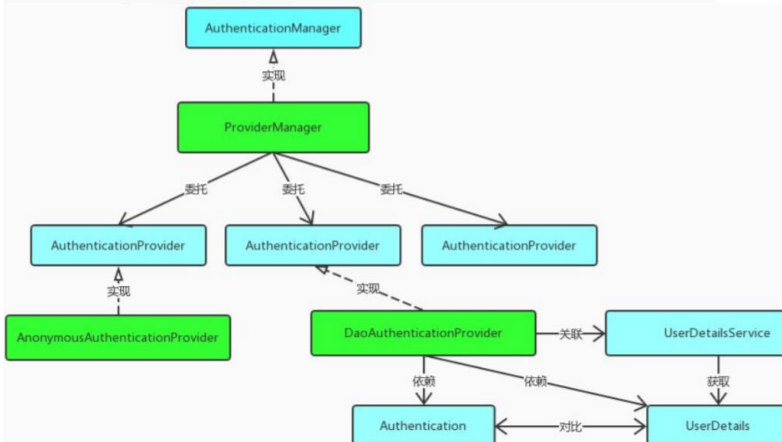 AuthenticationManager
实现
ProviderManager
委托
委托
委托
AuthenticationProvider
AuthenticationProvider
AuthenticationProvider
实现
实现
AnonymousAuthenticationProvider
DaoAuthenticationProvider
关联
UserDetailsService
依赖
依赖
获取
Authentication
对比
UserDetails